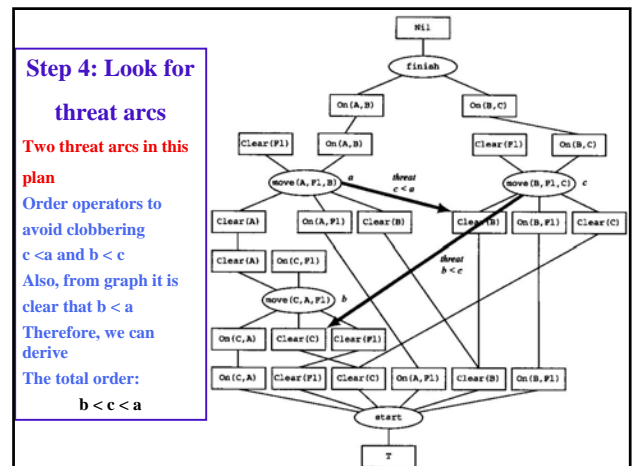 Step 4: Look for
threat arcs
Two threat arcs in this
plan
Order operators to
avoid clobbering
c <a and b < c
Also, from graph it is
clear that b < a
Therefore, we can
derive
The total order:
b < c < a
Nil
finish
On(A,B) On(B,C)
Clear(Fl) On(A,B) Clear(Fl) On(B,C)
move(A,Fl,B) a threat c < a move(B,Fl,C) c
Clear(A) On(A,Fl) Clear(B) Clear(B) On(B,Fl) Clear(C)
Clear(A) On(C,Fl) threat b < c
move(C,A,Fl) b
On(C,A) Clear(C) Clear(Fl)
On(C,A) Clear(Fl) Clear(C) On(A,Fl) Clear(B) On(B,Fl)
start
T